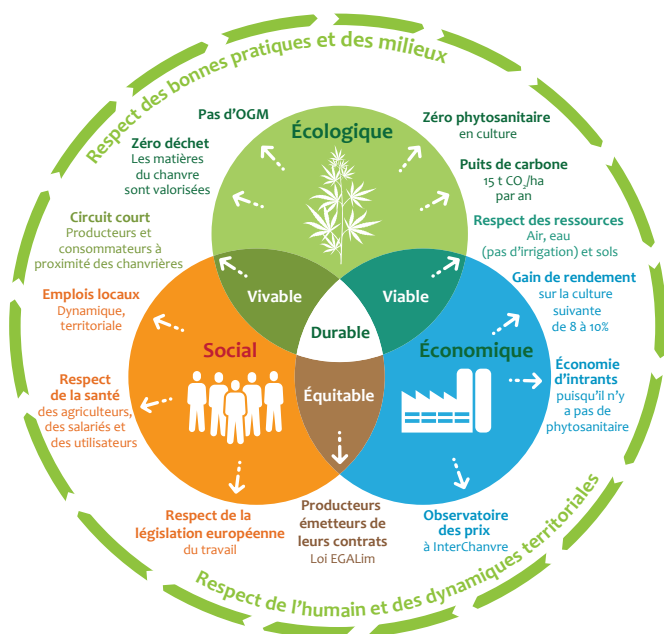 Respect des bonnes pratiques et des milieux
Pas d'OGM
Écologique
Zéro phytosanitaire
en culture
Zéro déchet
Les matières
du chanvre
sont valorisées
Puits de carbone
15 t CO₂/ha
par an
Circuit court
Producteurs et
consommateurs à
proximité des chanvrières
Respect des ressources
Air, eau
(pas d'irrigation) et sols
Emplois locaux
Dynamique,
territoriale
Vivable
Viable
Gain de rendement
sur la culture
suivante
de 8 à 10%
Durable
Social
Économique
Respect
de la santé
des agriculteurs,
des salariés et
des utilisateurs
Équitable
Économie
d'intrants
puisqu'il n'y
a pas de
phytosanitaire
Respect de la
législation européenne
du travail
Producteurs
émetteurs de
leurs contrats
Loi EGALim
Observatoire
des prix
à InterChanvre
Respect de l'humain et des dynamiques territoriales